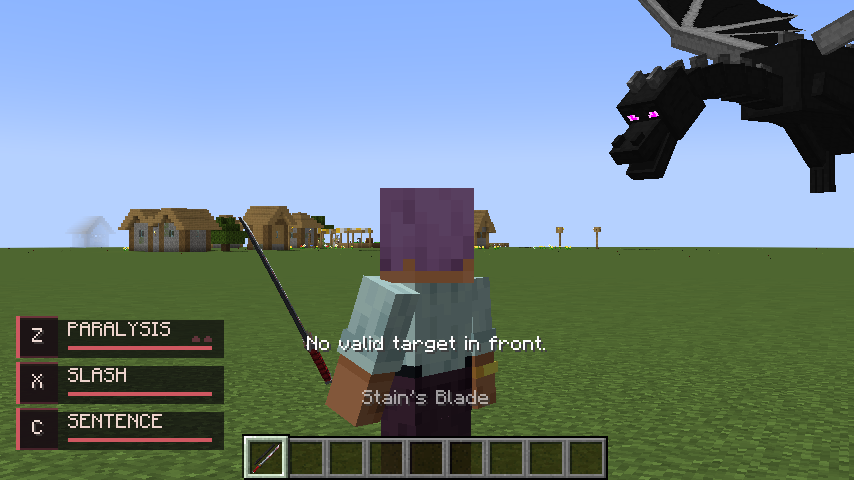 No valid target in front.
Stain's Blade
Z PARALYSIS
X SLASH
C SENTENCE